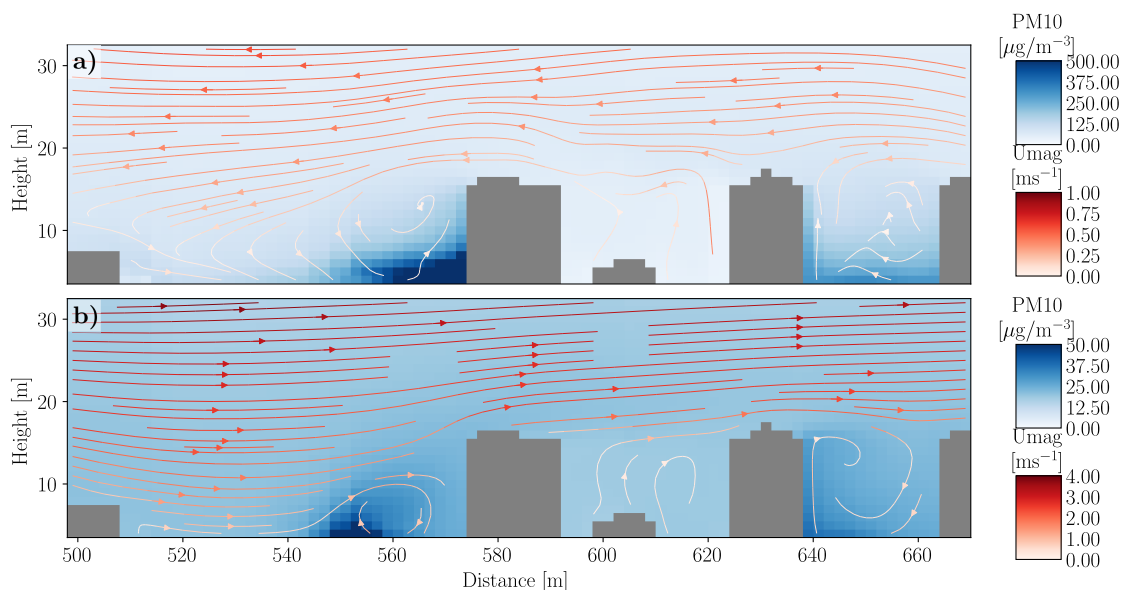 PM10
[μg/m⁻³]
a)
30
20
10
Height [m]
500.00
375.00
250.00
125.00
0.00
Umag
[ms⁻¹]
1.00
0.75
0.50
0.25
0.00
b)
30
20
10
Height [m]
PM10
[μg/m⁻³]
50.00
37.50
25.00
12.50
0.00
Umag
[ms⁻¹]
4.00
3.00
2.00
1.00
0.00
500 520 540 560 580 600 620 640 660
Distance [m]